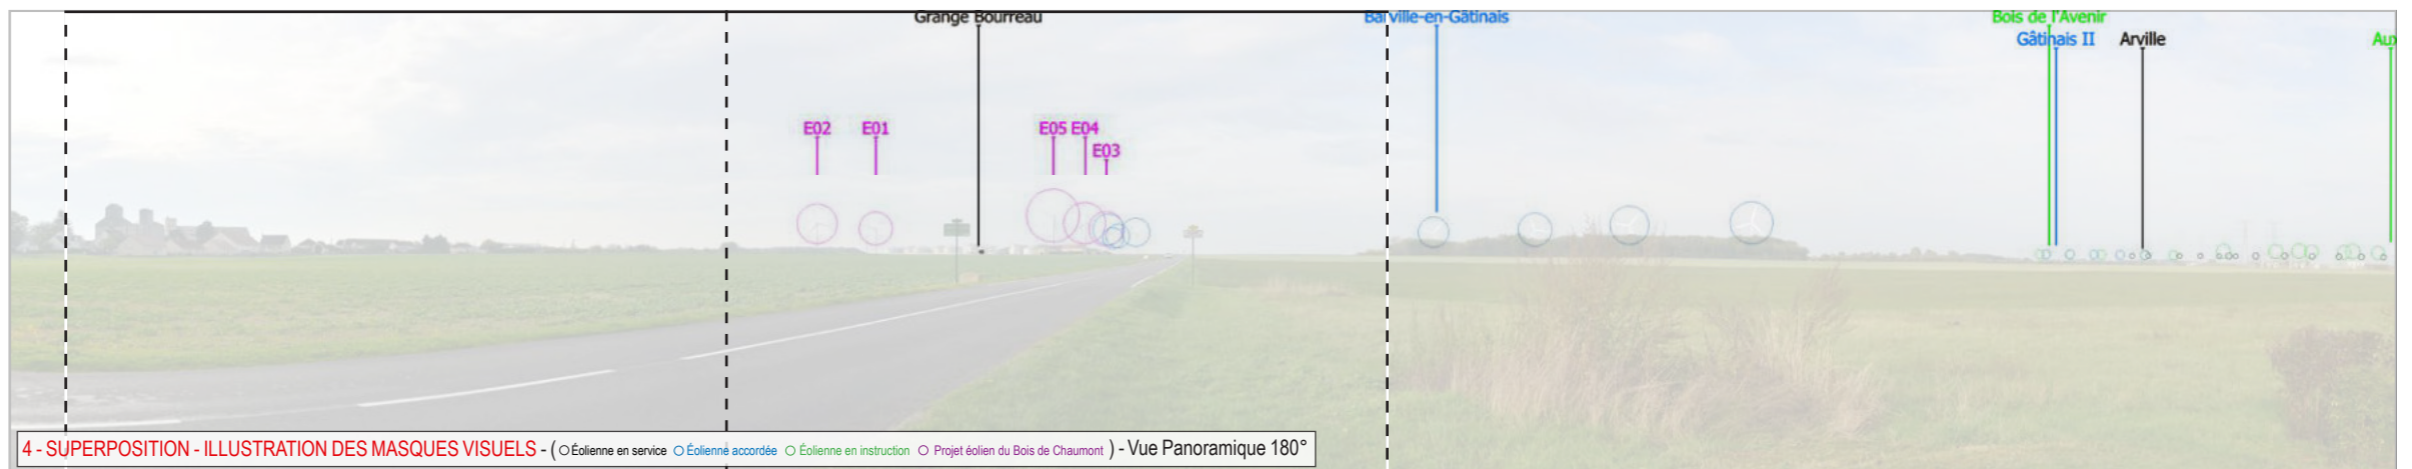 Grange Bourreau
Barville-en-Gâtinais
Bois de l'Avenir
Gâtinais II
Arville
Aux
E02
E01
E05
E04
E03
4 - SUPERPOSITION - ILLUSTRATION DES MASQUES VISUELS - ( Éolienne en service Éolienne accordée Éolienne en instruction Projet éolien du Bois de Chaumont ) - Vue Panoramique 180°